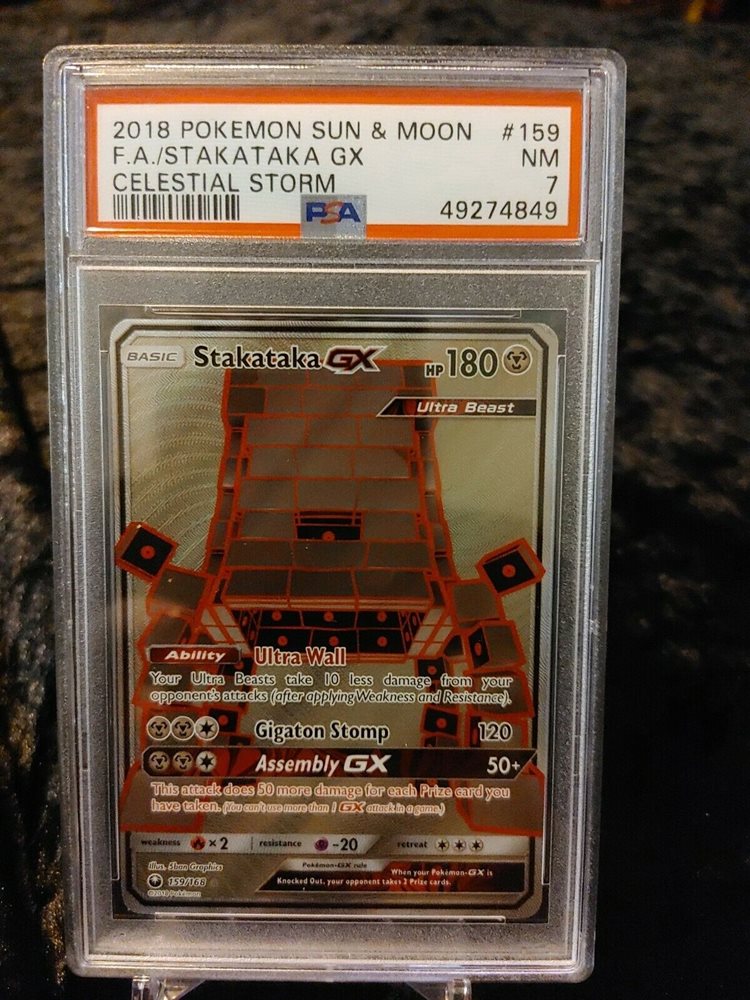 2018 POKEMON SUN & MOON #159
F.A./STAKATAKA GX NM
CELESTIAL STORM 7
PSA 49274849
BASIC Stakataka GX HP 180
Ultra Beast
Ability Ultra Wall
Your Ultra Beasts take 10 less damage from your
opponent's attacks (after applying Weakness and Resistance).
Gigaton Stomp 120
Assembly GX 50+
This attack does 50 more damage for each Prize card you
have taken. (You can't use more than 1 GX attack in a game.)
weakness ×2 resistance -20 retreat
Illus. 5ban Graphics Pokémon-GX rule When your Pokémon-GX is
159/168 Knocked Out, your opponent takes 2 Prize cards.
©2018 Pokémon